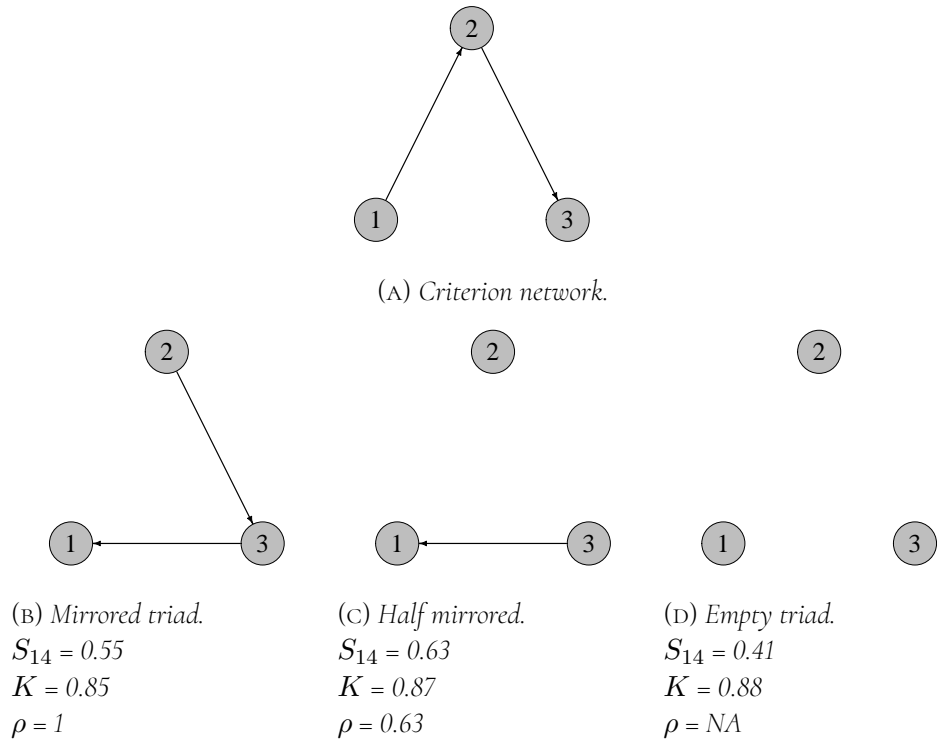 2
1 3
(A) Criterion network.
2 2 2
1 3 1 3 1 3
(B) Mirrored triad. (C) Half mirrored. (D) Empty triad.
S₁₄ = 0.55 S₁₄ = 0.63 S₁₄ = 0.41
K = 0.85 K = 0.87 K = 0.88
ρ = 1 ρ = 0.63 ρ = NA